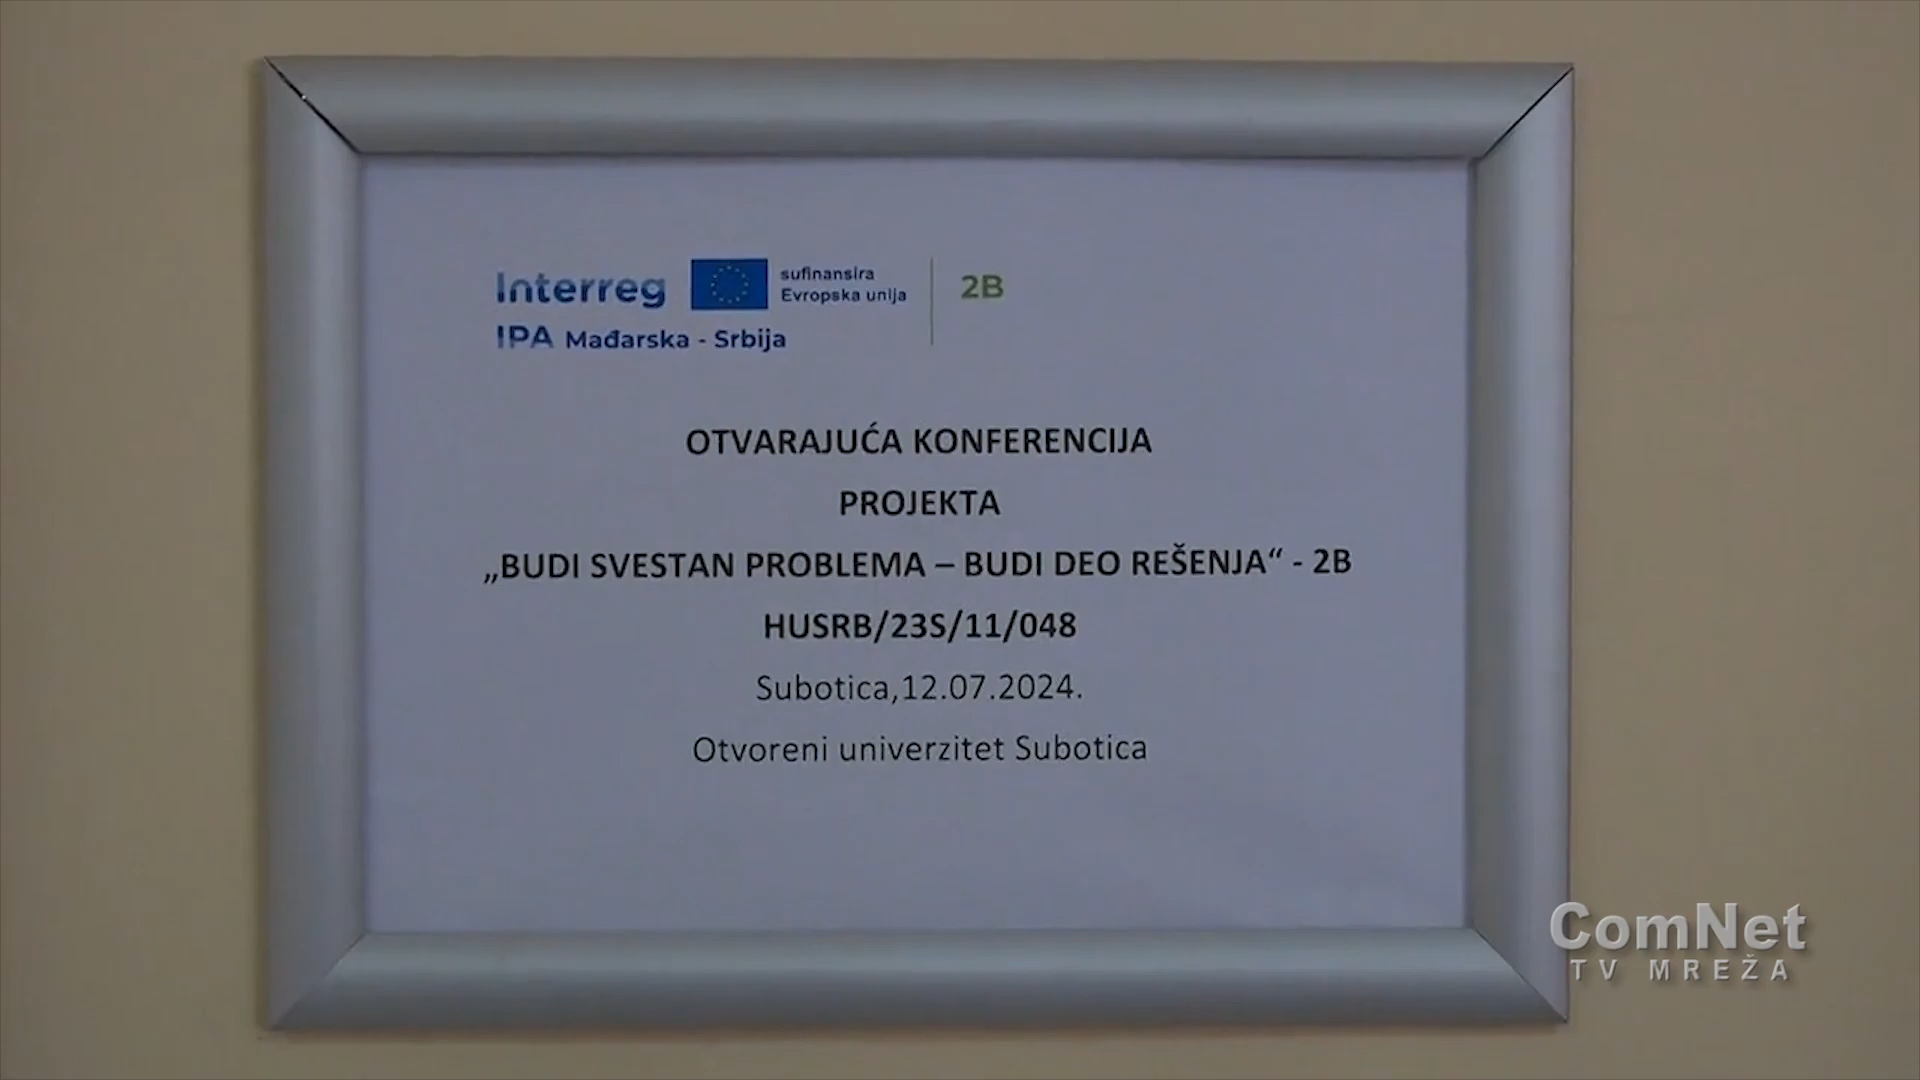 Interreg
sufinansira
Evropska unija
2B
IPA Mađarska - Srbija
OTVARAJUĆA KONFERENCIJA
PROJEKTA
„BUDI SVESTAN PROBLEMA – BUDI DEO REŠENJA“ - 2B
HUSRB/23S/11/048
Subotica,12.07.2024.
Otvoreni univerzitet Subotica
ComNet
TV MREŽA